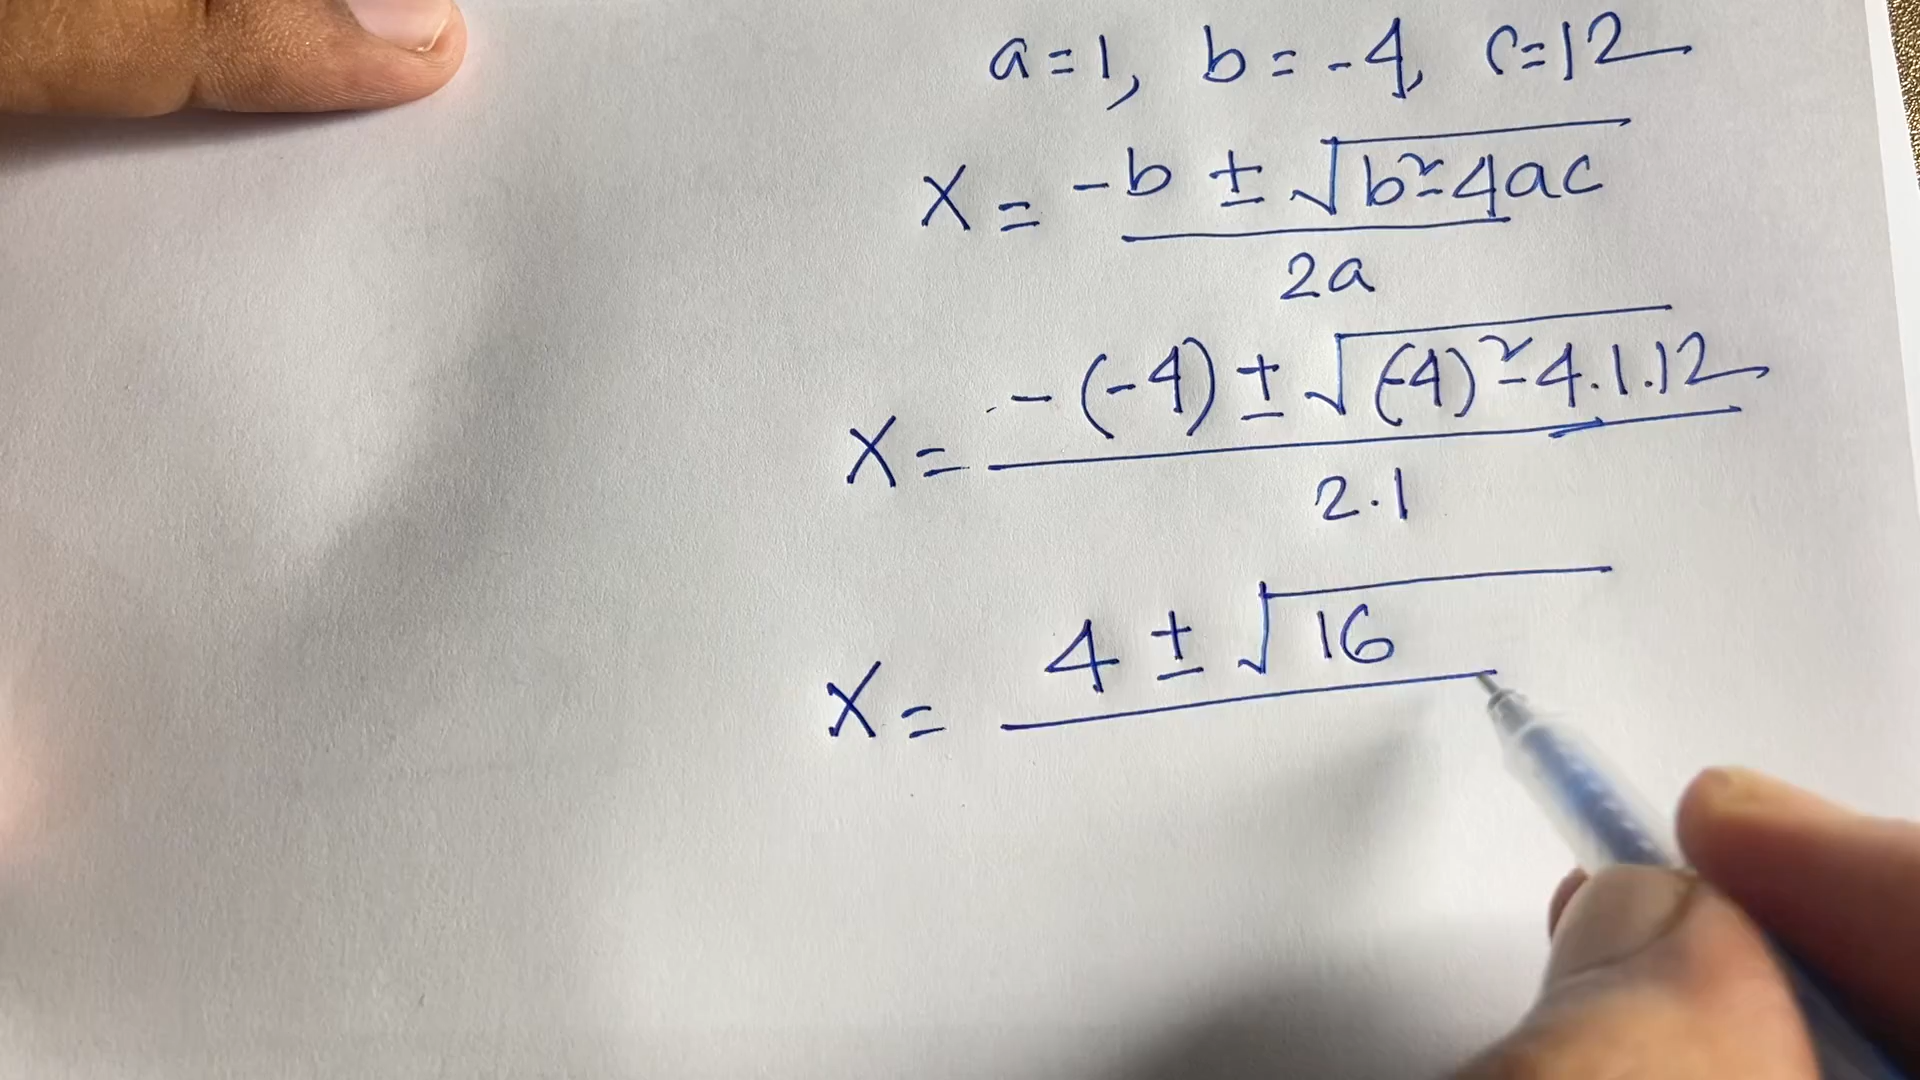 a=1, b=-4, c=12
x = -b ± √b²-4ac
2a
x = -(-4) ± √(-4)²-4.1.12
2.1
x = 4 ± √16